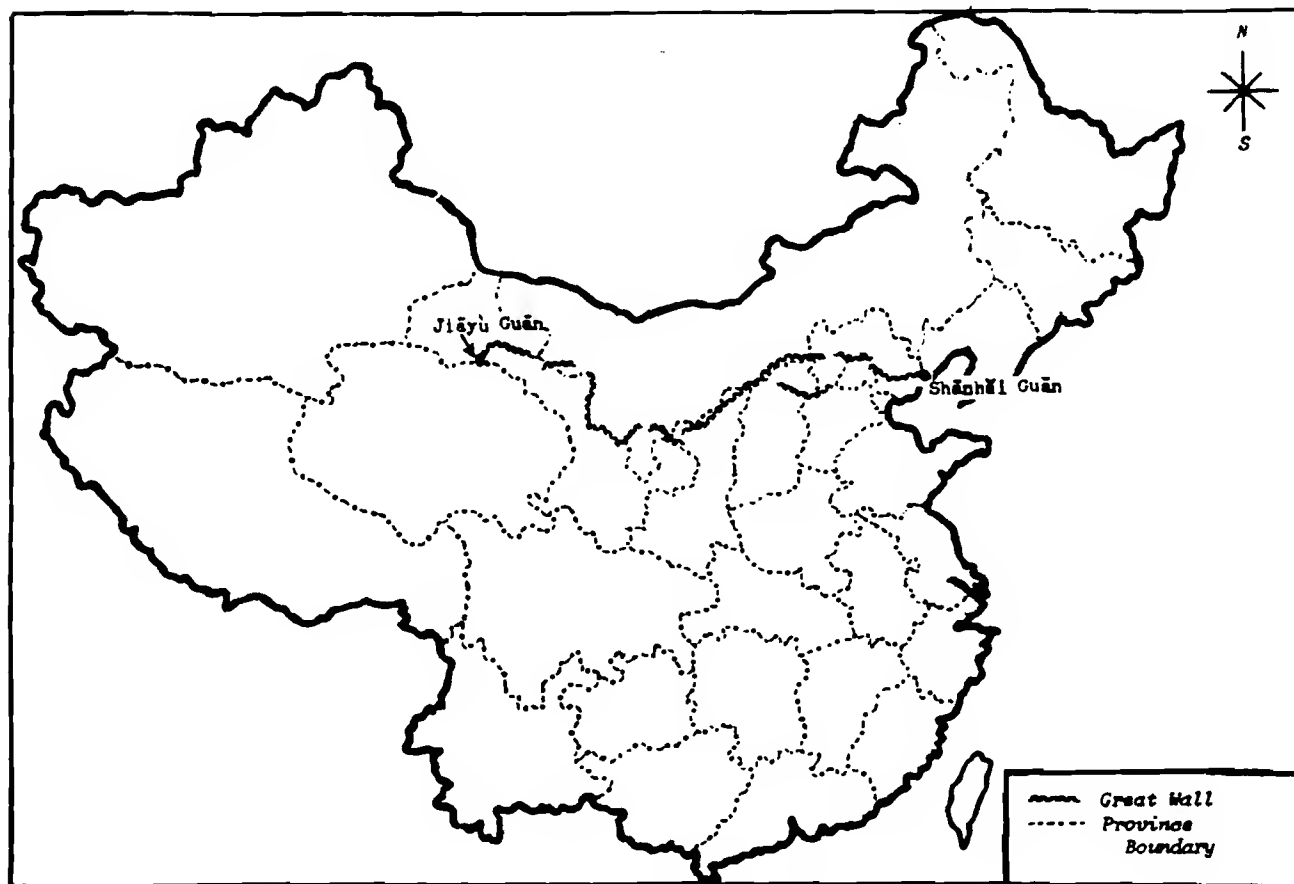 N
S
Jiāyù Guān
Shānhǎi Guān
Great Wall
Province
Boundary